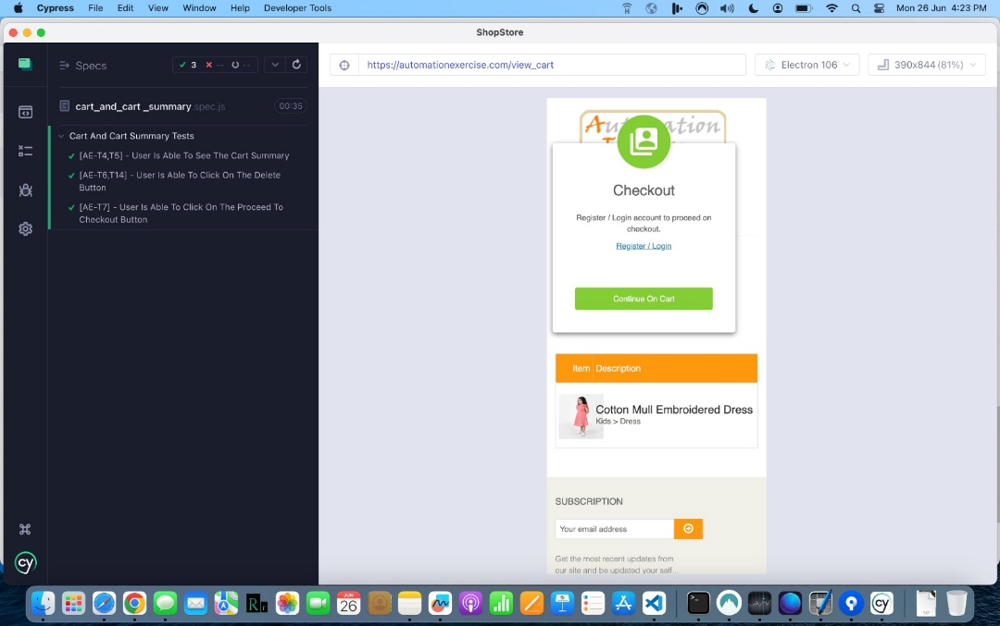 Cypress File Edit View Window Help Developer Tools Mon 26 Jun 4:23 PM
ShopStore
Specs 3 -- --
https://automationexercise.com/view_cart Electron 106 390x844 (81%)
cart_and_cart _summary.spec.js 00:35
Cart And Cart Summary Tests
[AE-T4,T5] - User Is Able To See The Cart Summary
[AE-T6,T14] - User Is Able To Click On The Delete
Button
[AE-T7] - User Is Able To Click On The Proceed To
Checkout Button
Checkout
Register / Login account to proceed on
checkout.
Register / Login
Continue On Cart
Item Description
Cotton Mull Embroidered Dress
Kids > Dress
SUBSCRIPTION
Your email address
Get the most recent updates from
our site and be updated your self...
cy
JUN
26
cy